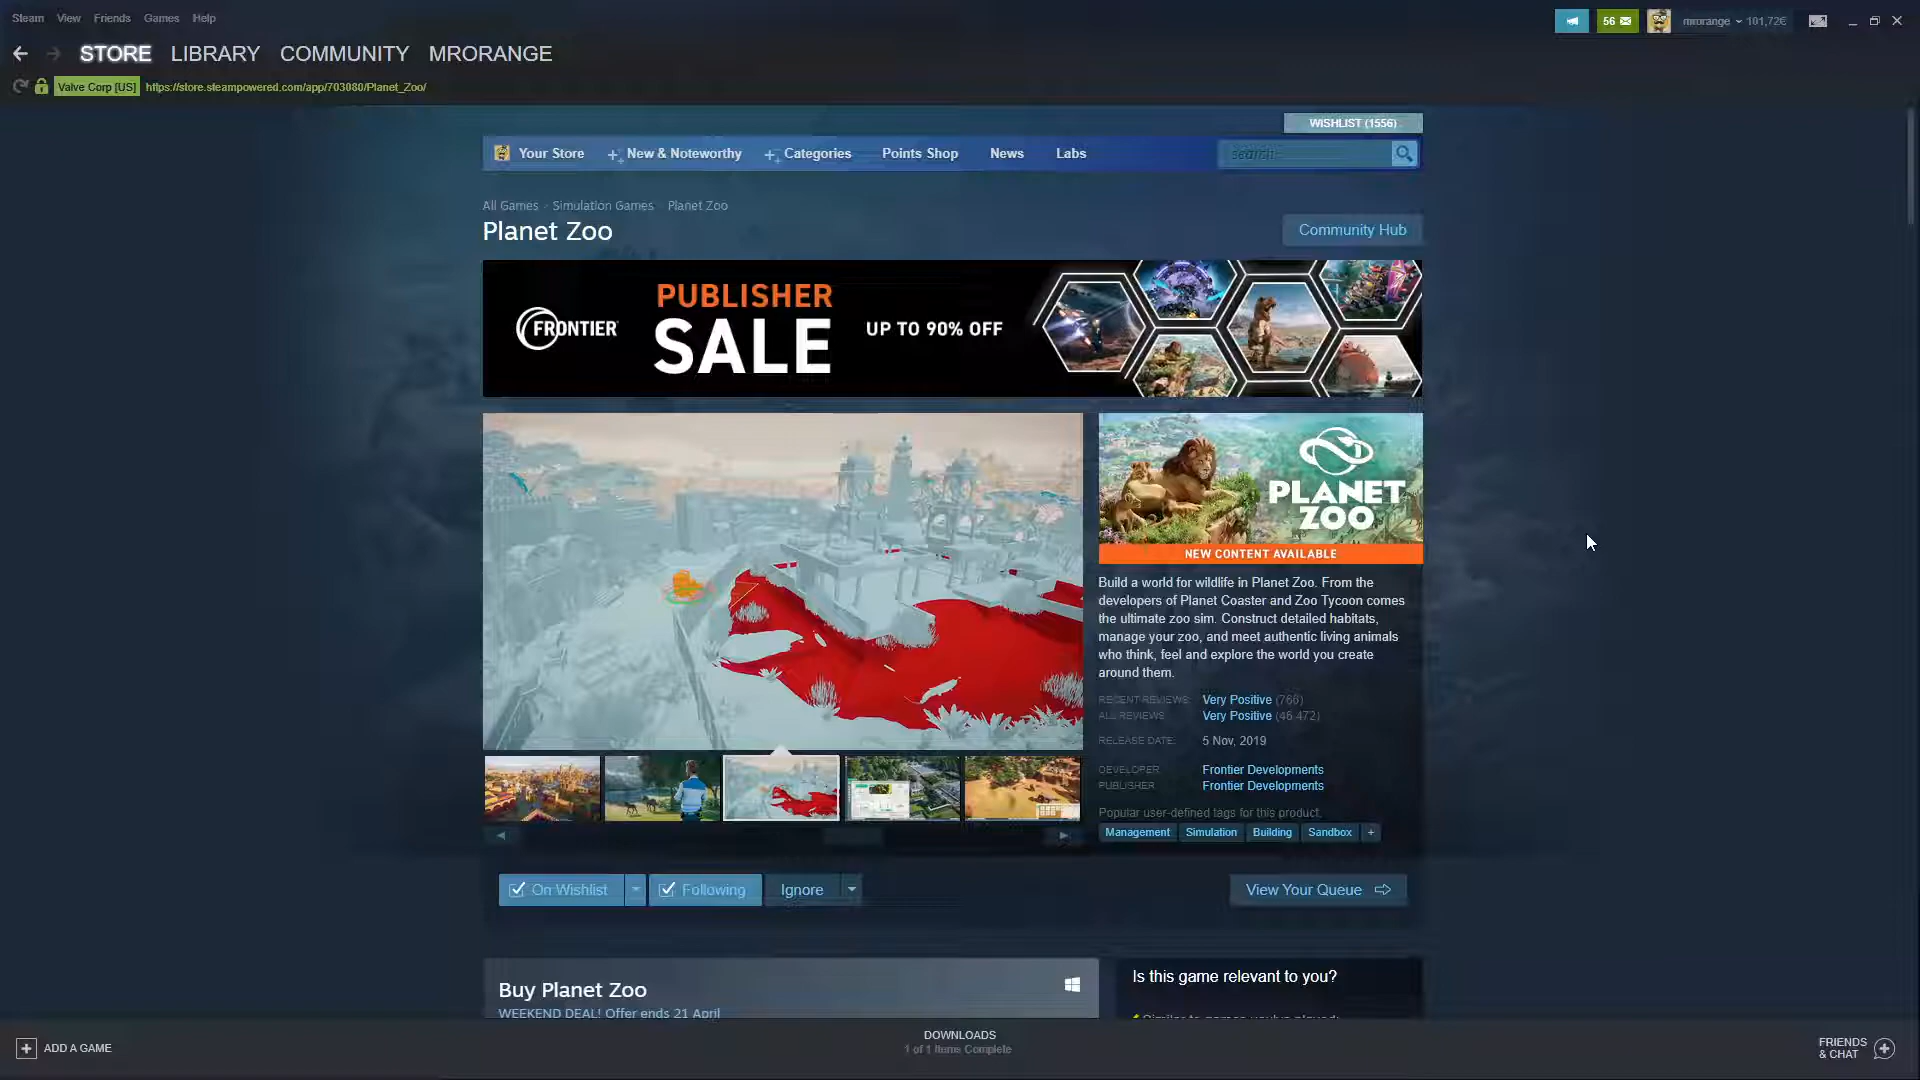 Steam View Friends Games Help
56 mrorange 101,72€
STORE LIBRARY COMMUNITY MRORANGE
Valve Corp [US] https://store.steampowered.com/app/703080/Planet_Zoo/
WISHLIST (1556)
Your Store New & Noteworthy Categories Points Shop News Labs search
All Games Simulation Games Planet Zoo
Planet Zoo
Community Hub
FRONTIER
PUBLISHER
SALE
UP TO 90% OFF
PLANET
ZOO
NEW CONTENT AVAILABLE
Build a world for wildlife in Planet Zoo. From the
developers of Planet Coaster and Zoo Tycoon comes
the ultimate zoo sim. Construct detailed habitats,
manage your zoo, and meet authentic living animals
who think, feel and explore the world you create
around them.
RECENT REVIEWS: Very Positive (766)
ALL REVIEWS: Very Positive (46,472)
RELEASE DATE: 5 Nov, 2019
DEVELOPER: Frontier Developments
PUBLISHER: Frontier Developments
Popular user-defined tags for this product:
Management Simulation Building Sandbox +
On Wishlist Following Ignore View Your Queue
Buy Planet Zoo
WEEKEND DEAL! Offer ends 21 April
Is this game relevant to you?
Similar to games you've played:
ADD A GAME
DOWNLOADS
1 of 1 Items Complete
FRIENDS
& CHAT